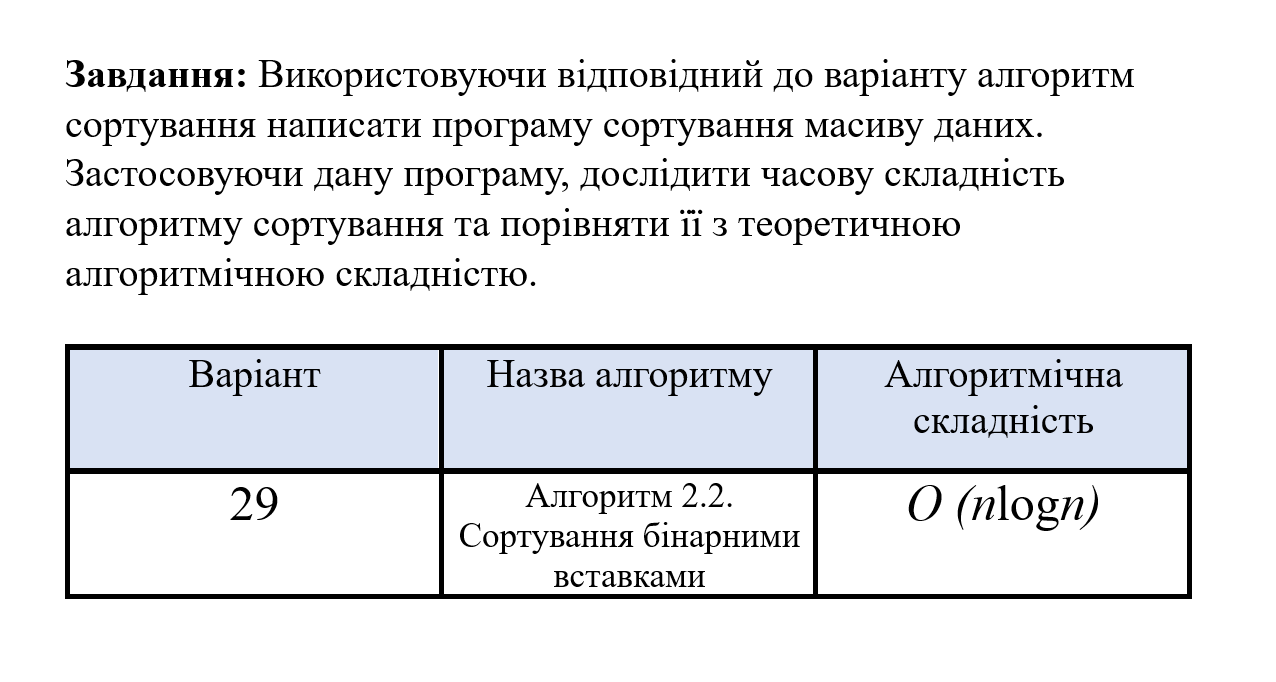 Завдання: Використовуючи відповідний до варіанту алгоритм
сортування написати програму сортування масиву даних.
Застосовуючи дану програму, дослідити часову складність
алгоритму сортування та порівняти її з теоретичною
алгоритмічною складністю.
Варіант
Назва алгоритму
Алгоритмічна
складність
29
Алгоритм 2.2.
Сортування бінарними
вставками
O (nlogn)